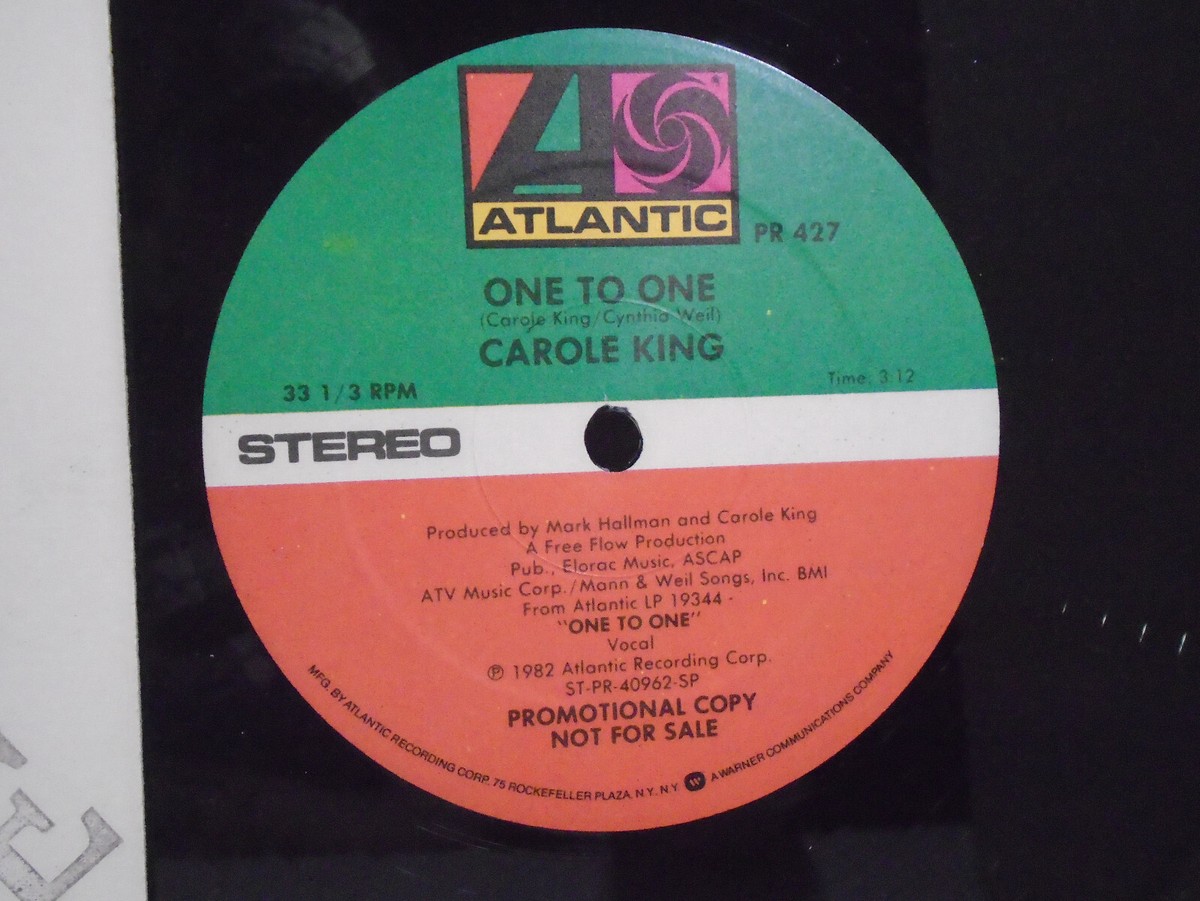 ATLANTIC
PR 427
ONE TO ONE
(Carole King/Cynthia Weil)
CAROLE KING
33 1/3 RPM
Time: 3:12
STEREO
Produced by Mark Hallman and Carole King
A Free Flow Production
Pub., Elorac Music, ASCAP
ATV Music Corp./Mann & Weil Songs, Inc. BMI
From Atlantic LP 19344 -
"ONE TO ONE"
Vocal
Ⓟ 1982 Atlantic Recording Corp.
ST-PR-40962-SP
PROMOTIONAL COPY
NOT FOR SALE
MFG. BY ATLANTIC RECORDING CORP. 75 ROCKEFELLER PLAZA, N.Y. N.Y. W A WARNER COMMUNICATIONS COMPANY